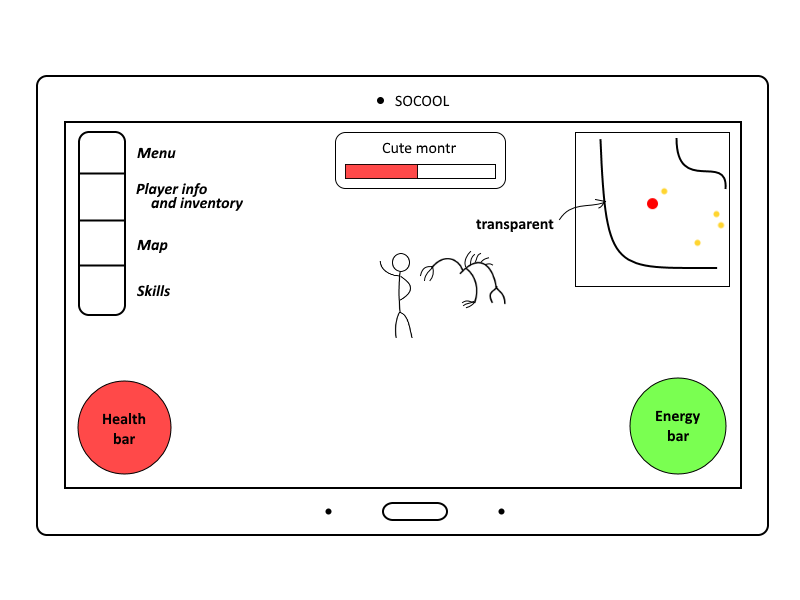 SOCOOL
Menu
Player info
and inventory
Map
Skills
Cute montr
transparent
Health
bar
Energy
bar